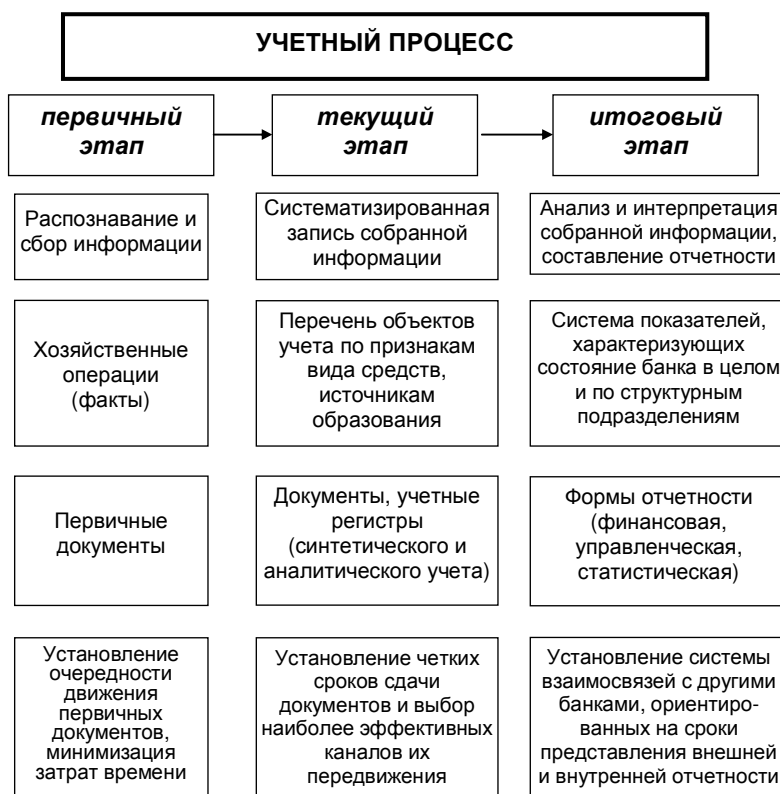 УЧЕТНЫЙ ПРОЦЕСС
первичный
этап
текущий
этап
итоговый
этап
Распознавание и
сбор информации
Систематизированная
запись собранной
информации
Анализ и интерпретация
собранной информации,
составление отчетности
Хозяйственные
операции
(факты)
Перечень объектов
учета по признакам
вида средств,
источникам
образования
Система показателей,
характеризующих
состояние банка в целом
и по структурным
подразделениям
Первичные
документы
Документы, учетные
регистры
(синтетического и
аналитического учета)
Формы отчетности
(финансовая,
управленческая,
статистическая)
Установление
очередности
движения
первичных
документов,
минимизация
затрат времени
Установление четких
сроков сдачи
документов и выбор
наиболее эффективных
каналов их
передвижения
Установление системы
взаимосвязей с другими
банками, ориентиро-
ванных на сроки
представления внешней
и внутренней отчетности